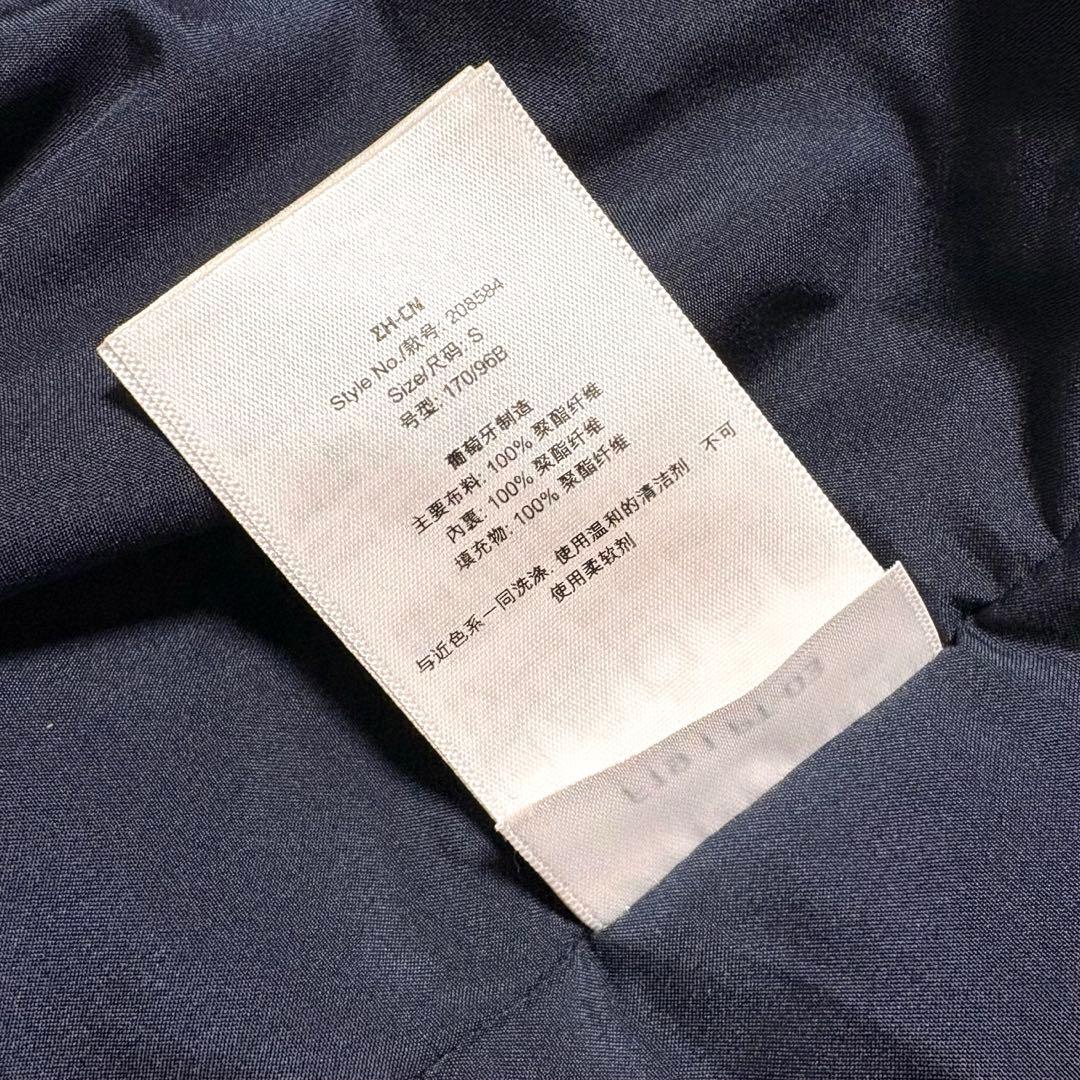 ZH-CN
Style No./款号: 208584
Size/尺码: S
号型: 170/96B
葡萄牙制造
主要布料: 100% 聚酯纤维
内裏: 100% 聚酯纤维
填充物: 100% 聚酯纤维
与近色系一同洗涤. 使用温和的清洁剂 不可
使用柔软剂